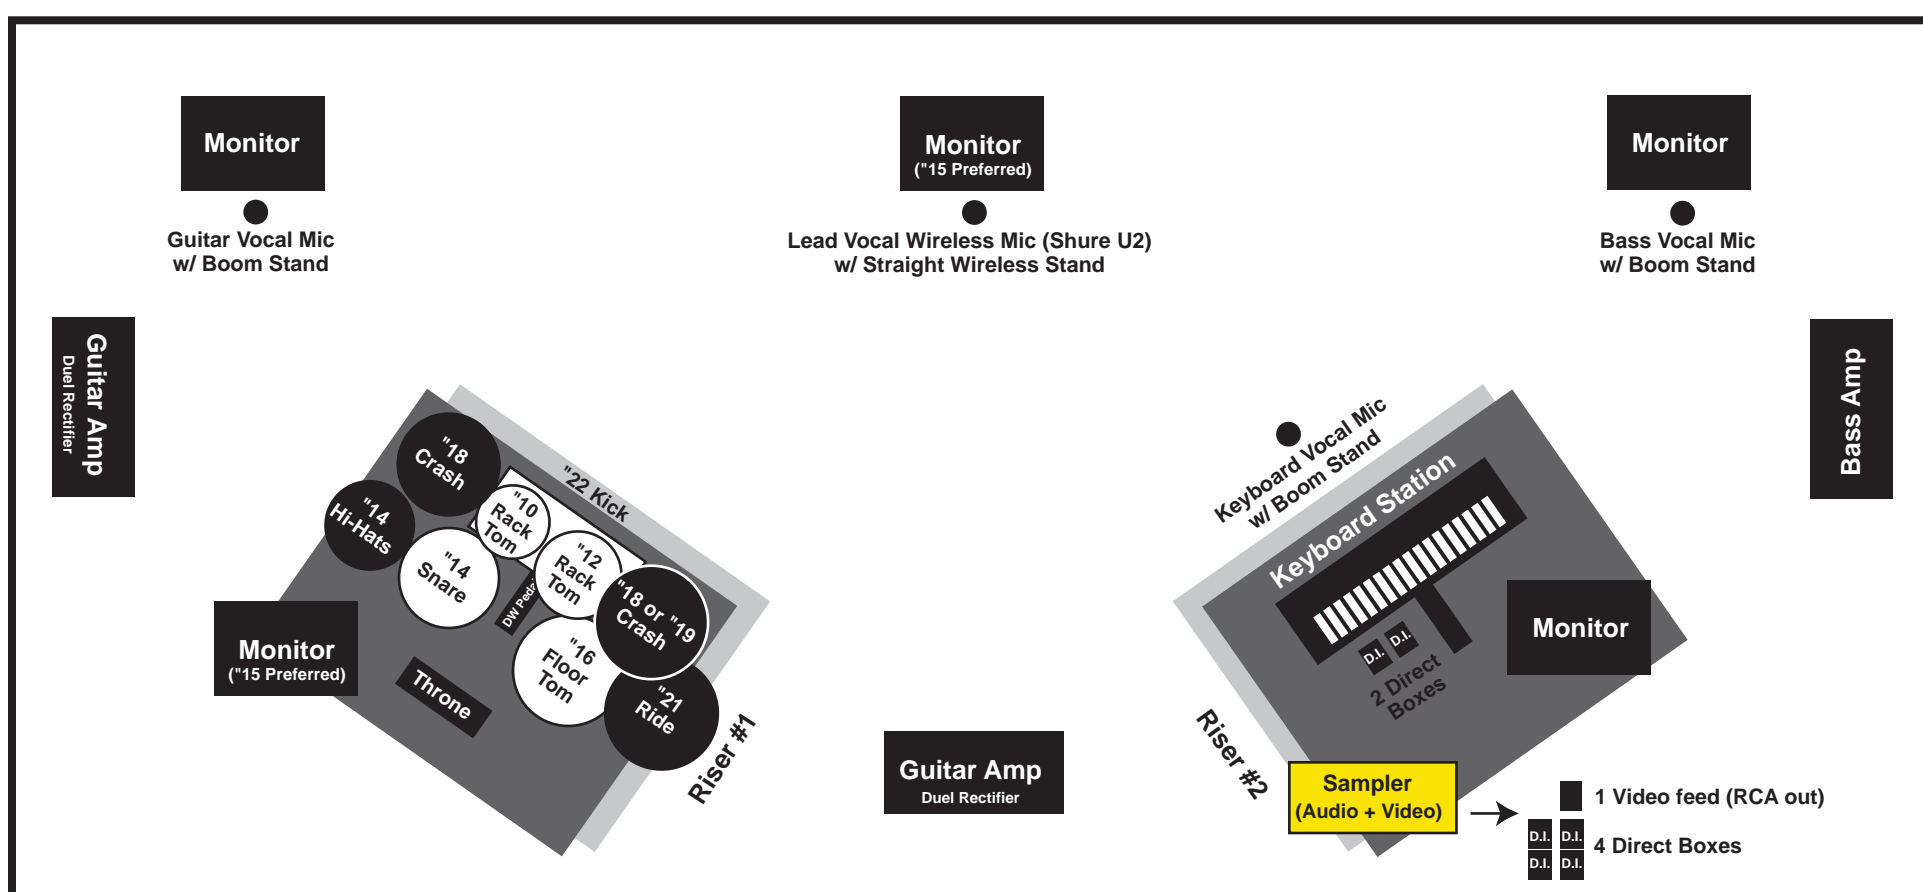 Monitor
Monitor
("15 Preferred)
Monitor
Guitar Vocal Mic
w/ Boom Stand
Lead Vocal Wireless Mic (Shure U2)
w/ Straight Wireless Stand
Bass Vocal Mic
w/ Boom Stand
Guitar Amp
Duel Rectifier
Bass Amp
"18
Crash
"14
Hi-Hats
"22 Kick
"10
Rack
Tom
"12
Rack
Tom
"14
Snare
DW Peda
"18 or "19
Crash
"16
Floor
Tom
"21
Ride
Monitor
("15 Preferred)
Throne
Riser #1
Guitar Amp
Duel Rectifier
Keyboard Vocal Mic
w/ Boom Stand
Keyboard Station
D.I.
D.I.
2 Direct
Boxes
Monitor
Riser #2
Sampler
(Audio + Video)
1 Video feed (RCA out)
D.I. D.I.
D.I. D.I.
4 Direct Boxes